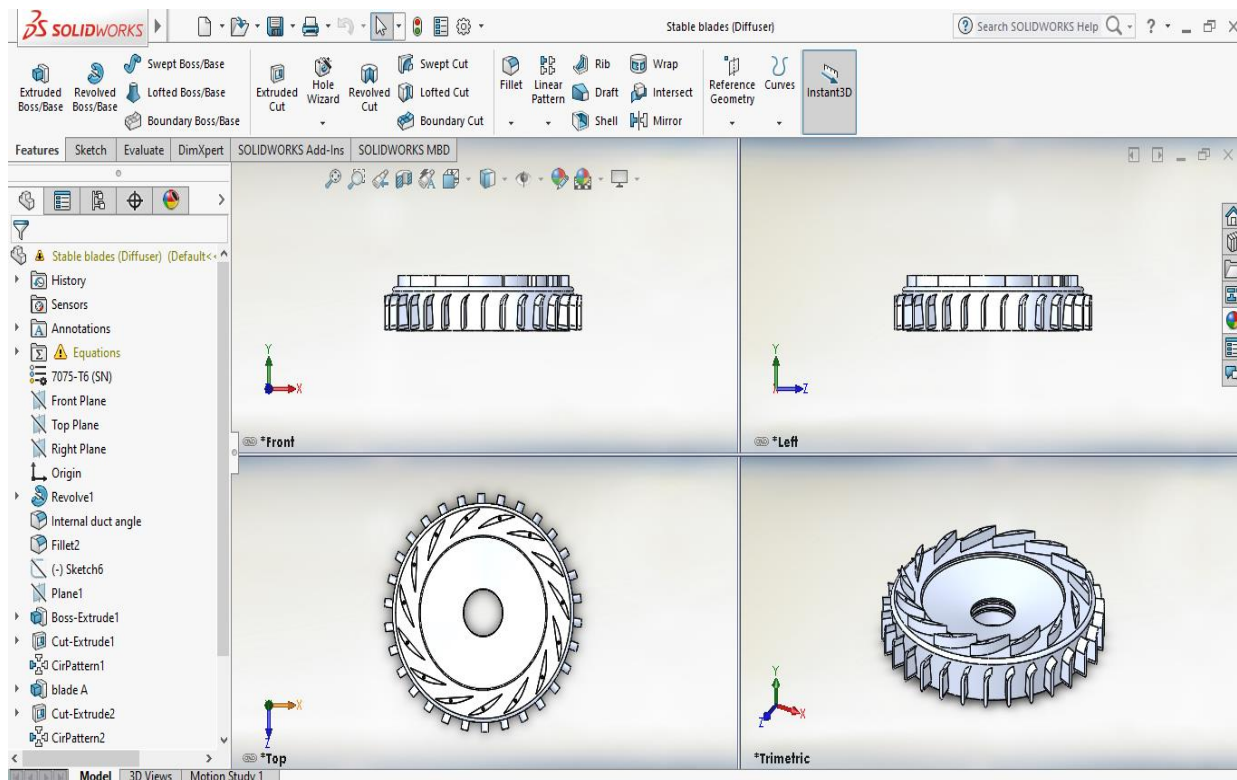 SOLIDWORKS
Stable blades (Diffuser)
Search SOLIDWORKS Help
?
Extruded Boss/Base
Revolved Boss/Base
Swept Boss/Base
Lofted Boss/Base
Boundary Boss/Base
Extruded Cut
Hole Wizard
Revolved Cut
Swept Cut
Lofted Cut
Boundary Cut
Fillet
Linear Pattern
Rib
Draft
Shell
Wrap
Intersect
Mirror
Reference Geometry
Curves
Instant3D
Features
Sketch
Evaluate
DimXpert
SOLIDWORKS Add-Ins
SOLIDWORKS MBD
Stable blades (Diffuser) (Default<<
History
Sensors
Annotations
Equations
7075-T6 (SN)
Front Plane
Top Plane
Right Plane
Origin
Revolve1
Internal duct angle
Fillet2
(-) Sketch6
Plane1
Boss-Extrude1
Cut-Extrude1
CirPattern1
blade A
Cut-Extrude2
CirPattern2
Y
X
*Front
Y
Z
*Left
X
Z
*Top
Y
X
Z
*Trimetric
Model
3D Views
Motion Study 1